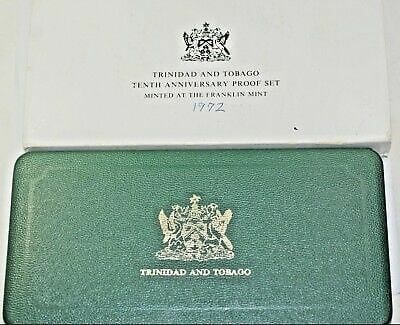 TRINIDAD AND TOBAGO
TENTH ANNIVERSARY PROOF SET
MINTED AT THE FRANKLIN MINT
1972
TRINIDAD AND TOBAGO